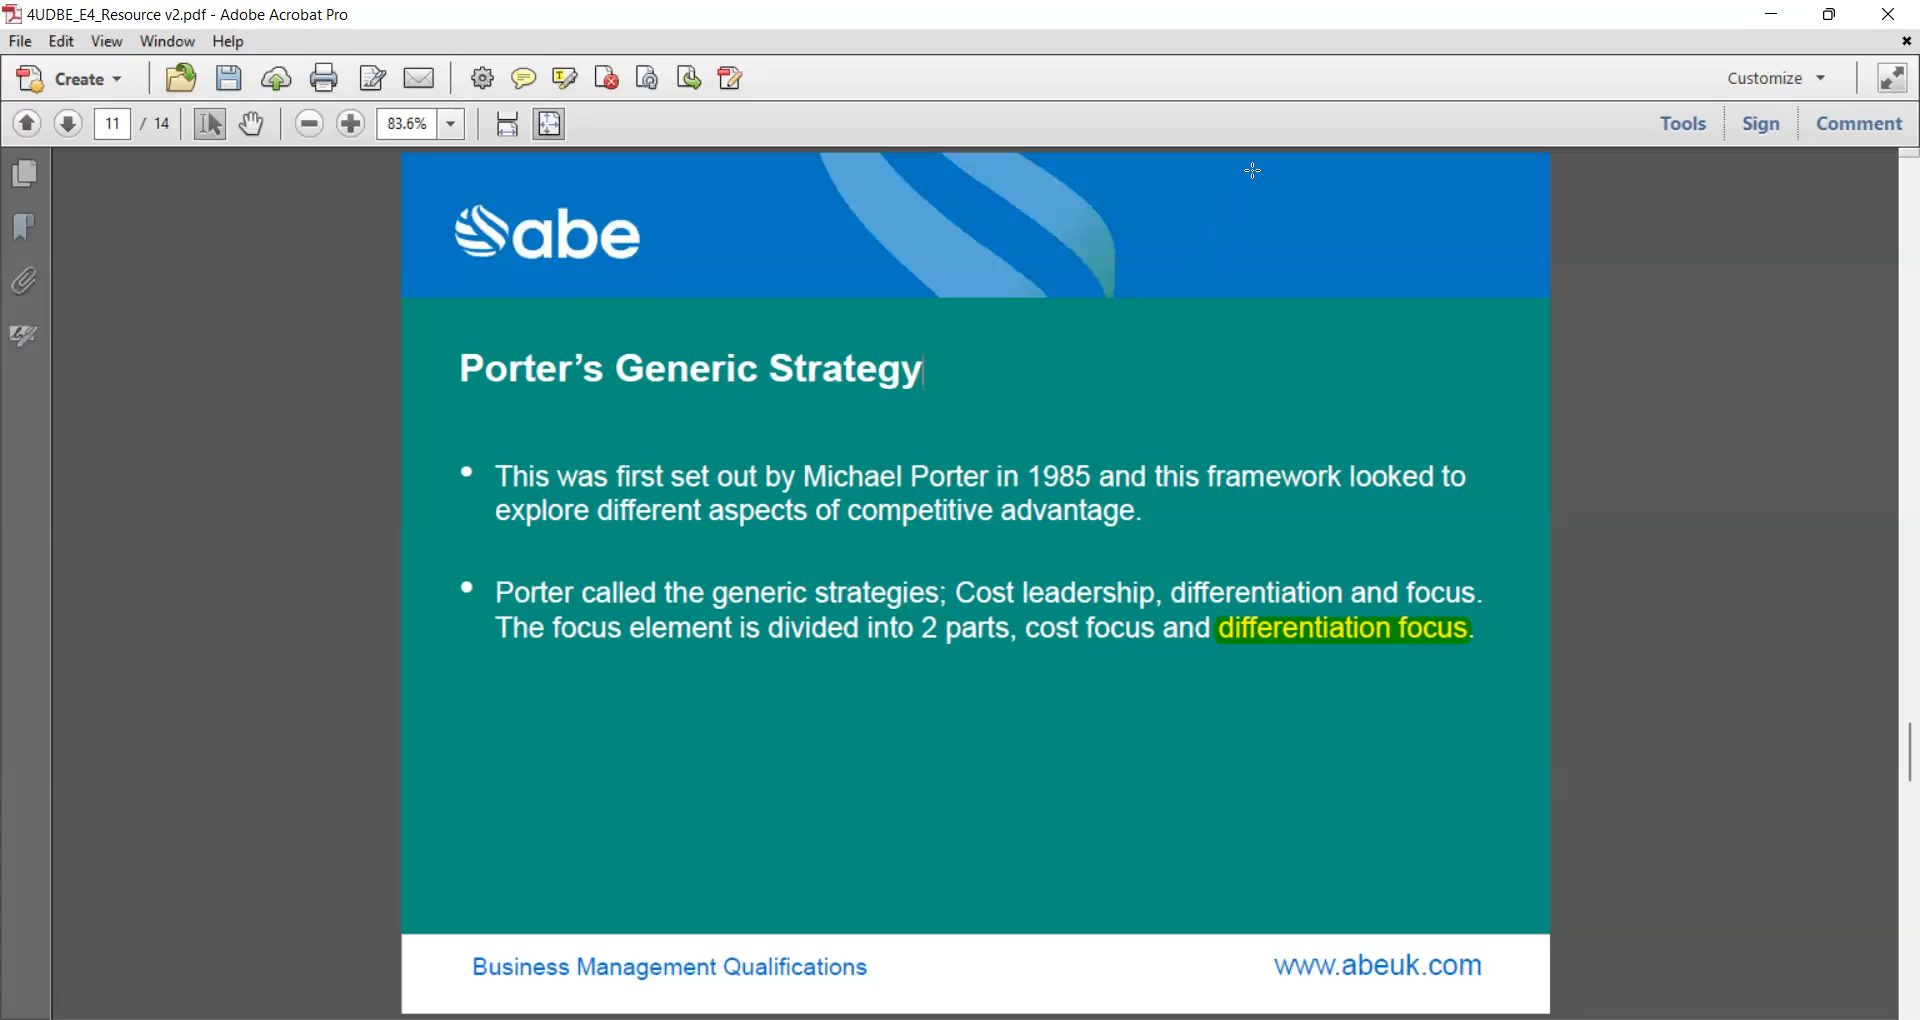 4UDBE_E4_Resource v2.pdf - Adobe Acrobat Pro
File Edit View Window Help
Create Customize
11 / 14 83.6% Tools Sign Comment
abe
Porter’s Generic Strategy
• This was first set out by Michael Porter in 1985 and this framework looked to
explore different aspects of competitive advantage.
• Porter called the generic strategies; Cost leadership, differentiation and focus.
The focus element is divided into 2 parts, cost focus and differentiation focus.
Business Management Qualifications www.abeuk.com